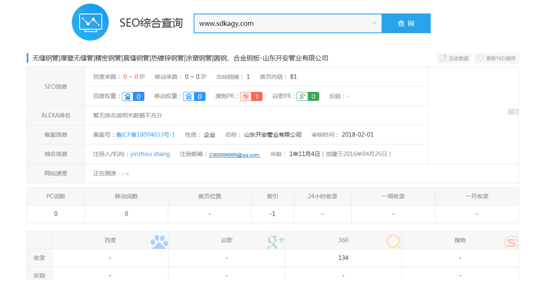 SEO综合查询 www.sdkagy.com 查 询
无缝钢管|厚壁无缝管|精密钢管|直缝钢管|热镀锌钢管|涂塑钢管|圆钢、合金钢板-山东开安管业有限公司 历史数据 更新TKD缓存
SEO信息
百度来路： 0 ~ 0 IP 移动来路： 0 ~ 0 IP 出站链接： 1 首页内链： 81
百度权重： 0 移动权重： 0 搜狗PR： 1 谷歌PR： 0 反链： -
ALEXA排名 暂无排名或相关数据不充分
备案信息 备案号：鲁ICP备18004653号-1 性质： 企业 名称： 山东开安管业有限公司 审核时间： 2018-02-01
域名信息 注册人/机构：yinzhou shang 注册邮箱： 年龄： 1年11月4日（创建于2016年04月26日）
网站速度 正在测速
PC词数 移动词数 首页位置 索引 24小时收录 一周收录 一月收录
0 0 - -1 - - -
百度 谷歌 360 搜狗
收录 - - 134 -
反链 - - - -